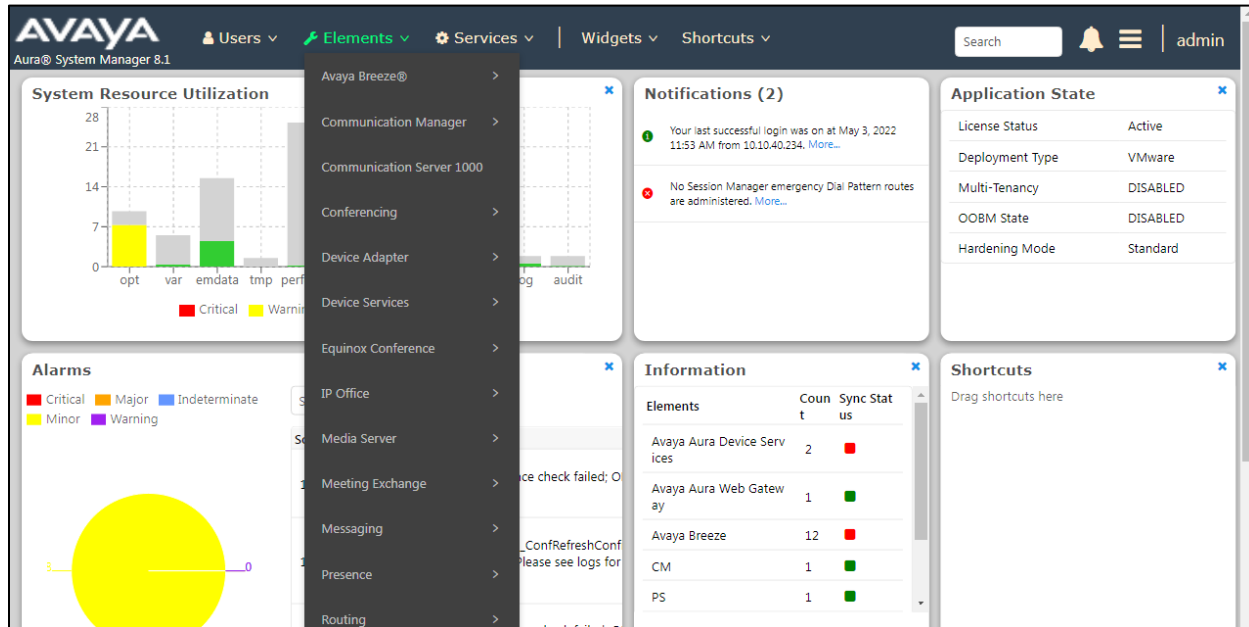 AVAYA
Aura® System Manager 8.1
Users
Elements
Services
Widgets
Shortcuts
Search
admin
Avaya Breeze®
Communication Manager
Communication Server 1000
Conferencing
Device Adapter
Device Services
Equinox Conference
IP Office
Media Server
Meeting Exchange
Messaging
Presence
Routing
System Resource Utilization
28
21
14
7
0
opt var emdata tmp perf
og audit
Critical Warnin
Notifications (2)
Your last successful login was on at May 3, 2022
11:53 AM from 10.10.40.234. More...
No Session Manager emergency Dial Pattern routes
are administered. More...
Application State
License Status Active
Deployment Type VMware
Multi-Tenancy DISABLED
OOBM State DISABLED
Hardening Mode Standard
Alarms
Critical Major Indeterminate
Minor Warning
0
ce check failed; O
_ConfRefreshConf
Please see logs for
Information
Elements Coun Sync Stat
t us
Avaya Aura Device Serv 2
ices
Avaya Aura Web Gatew 1
ay
Avaya Breeze 12
CM 1
PS 1
Shortcuts
Drag shortcuts here